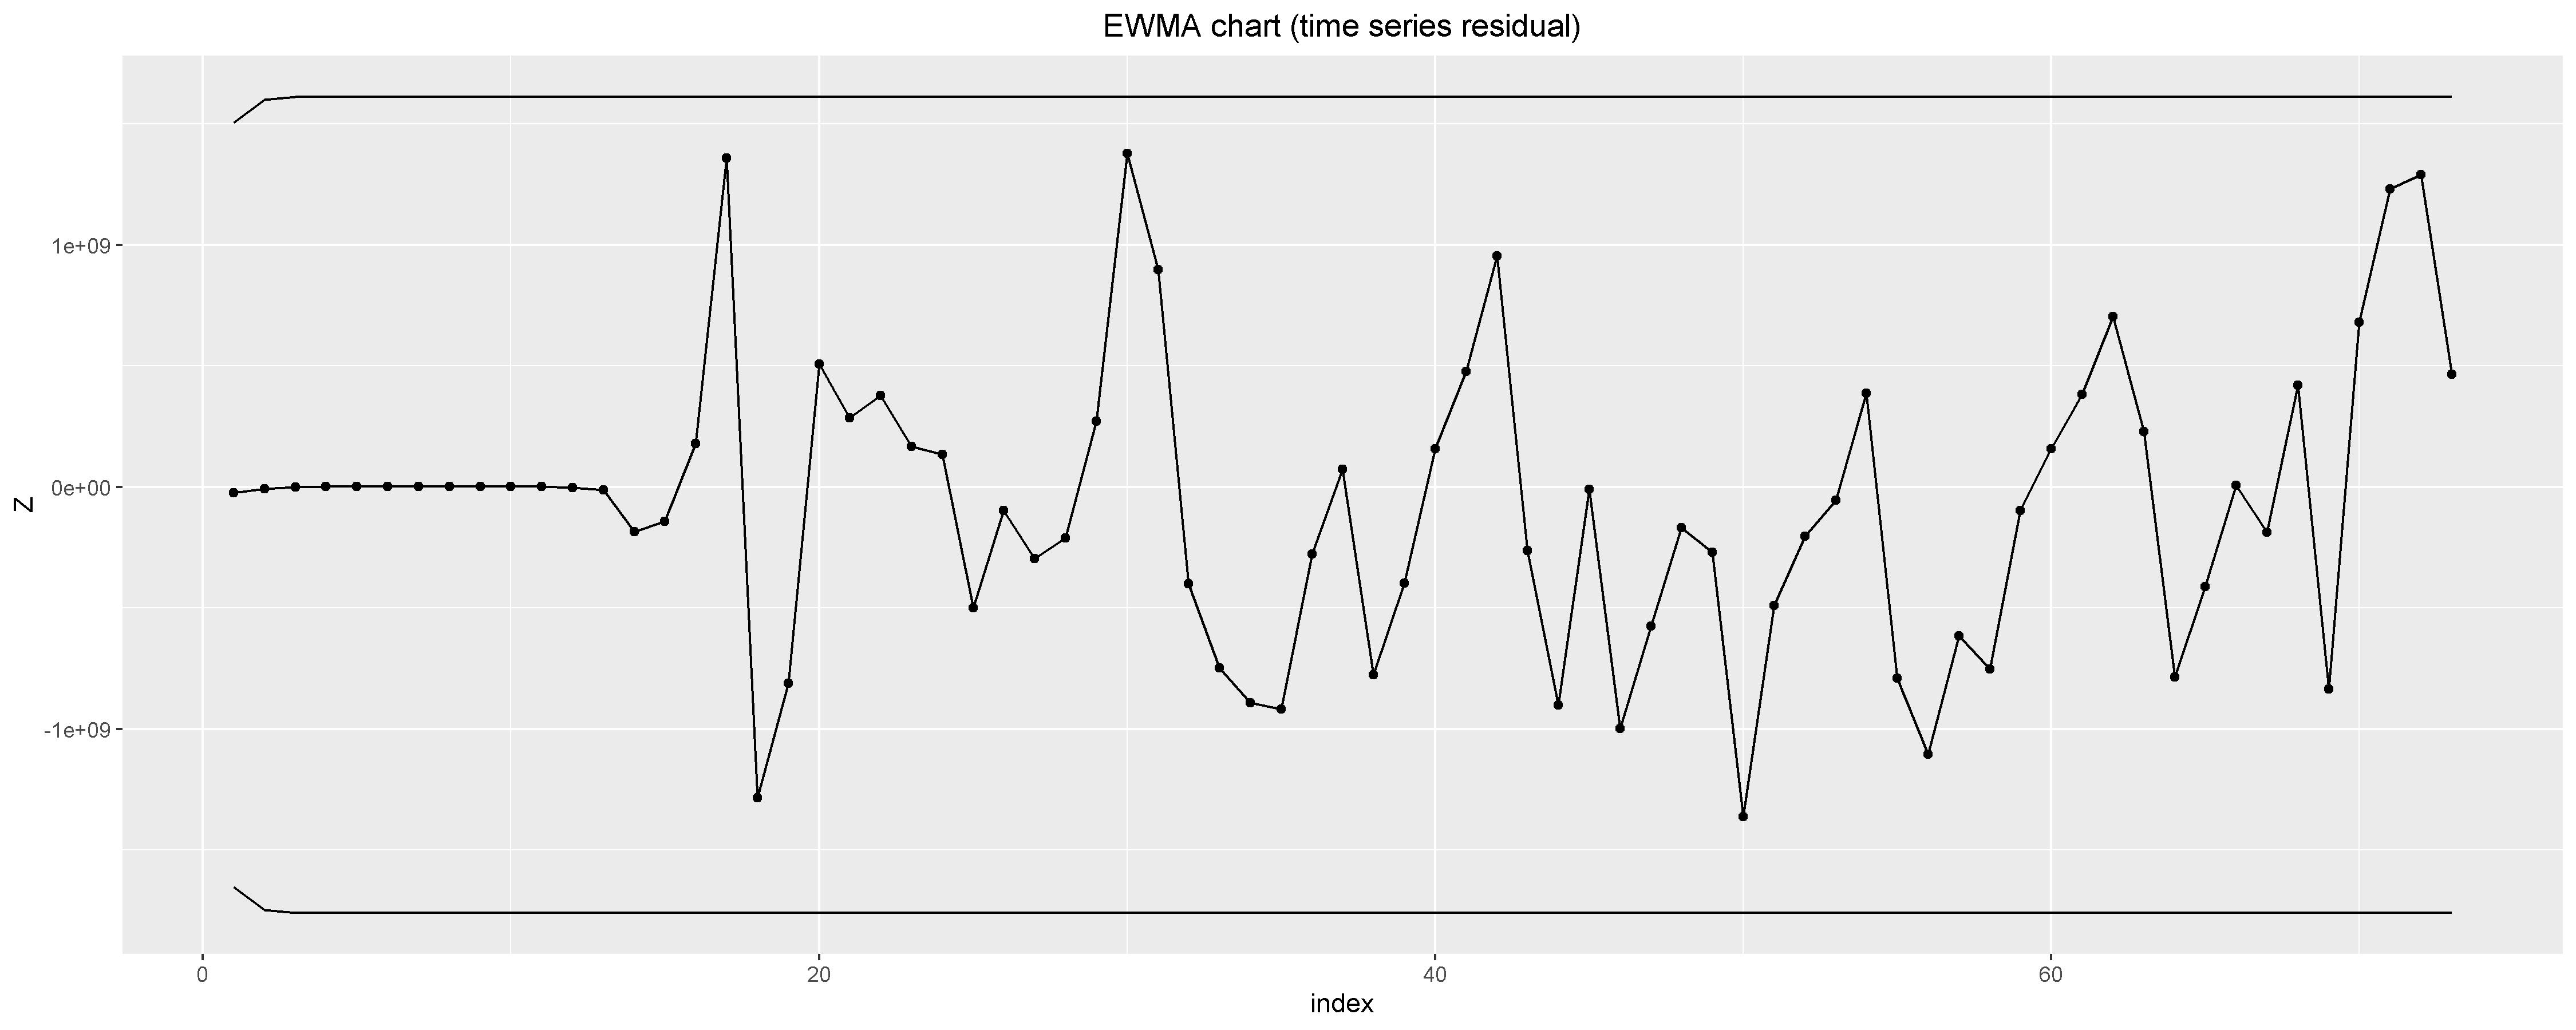 EWMA chart (time series residual)
Z
1e+09
0e+00
-1e+09
0
20
40
60
index